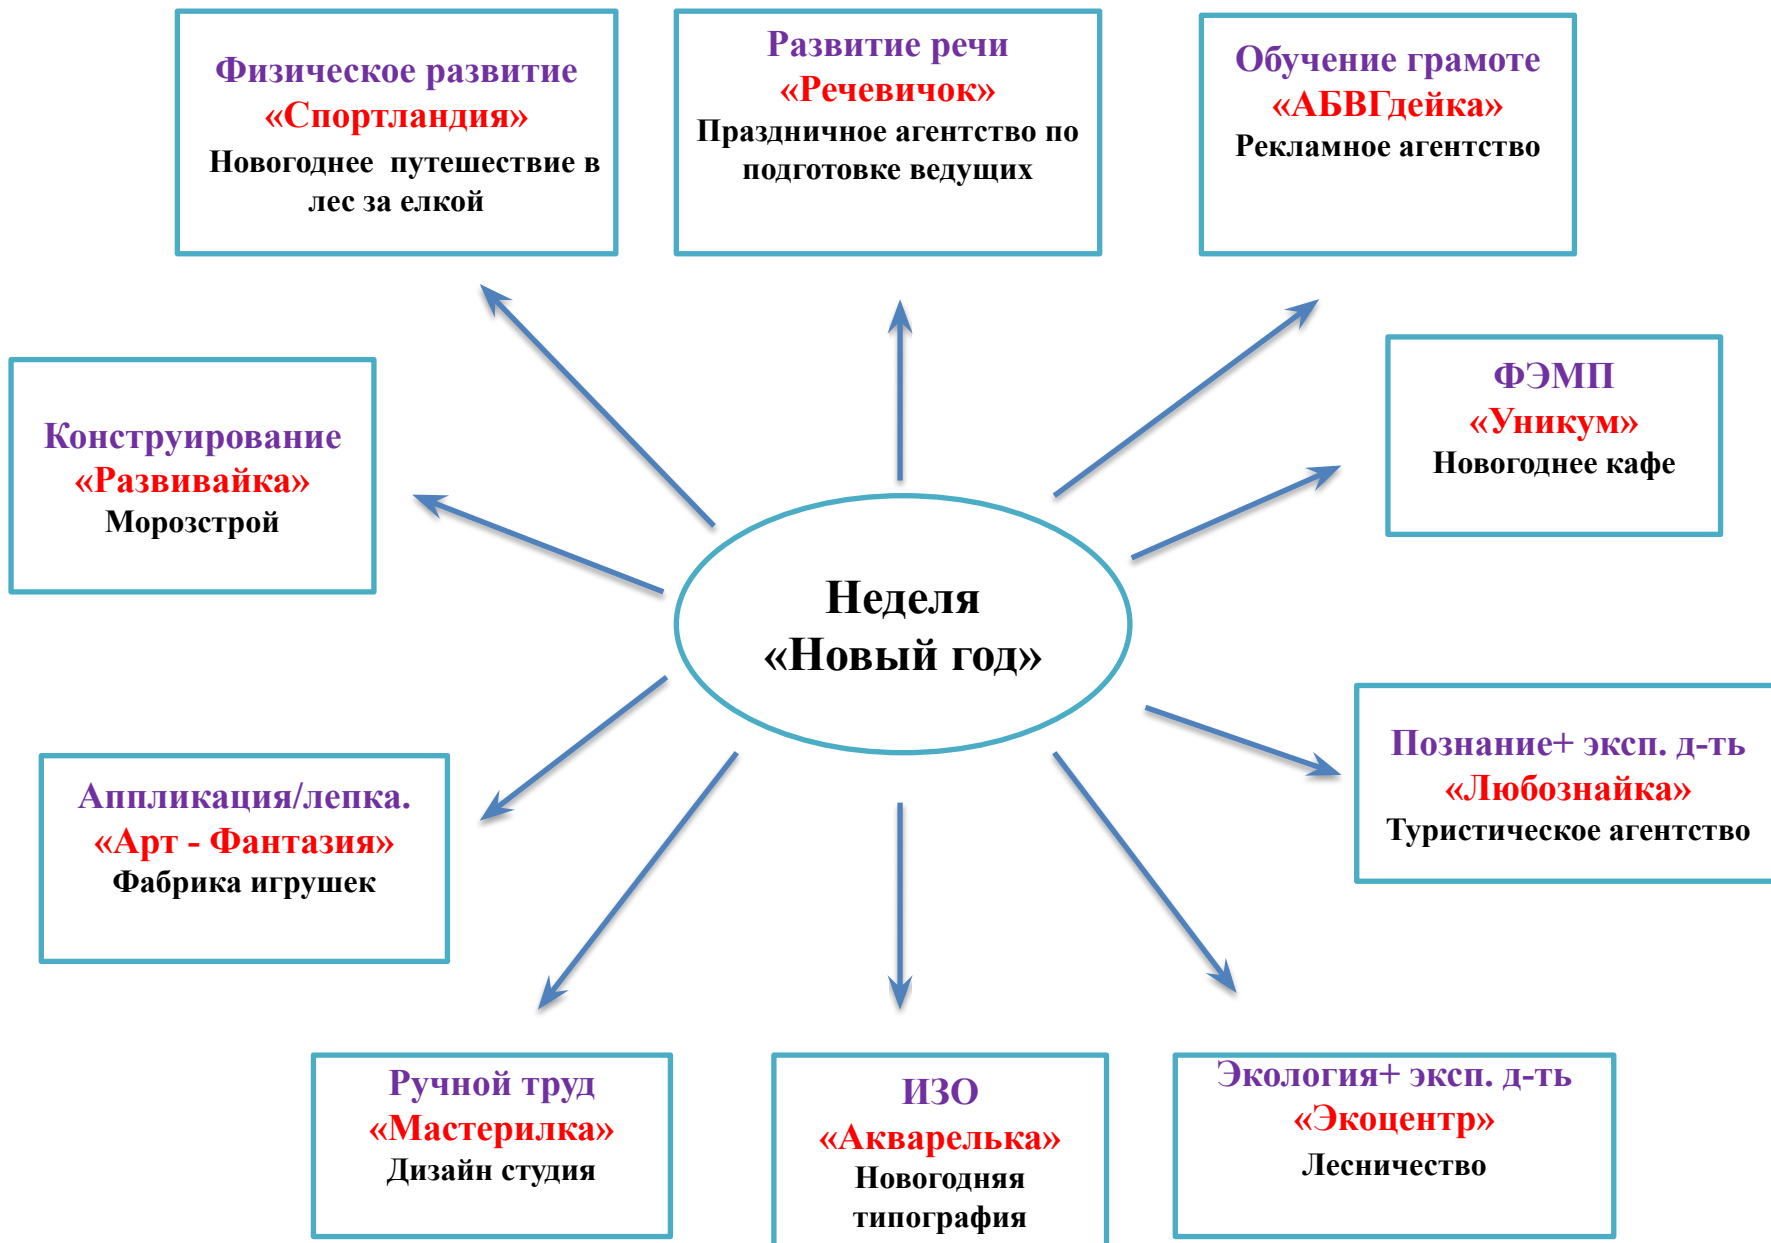 Физическое развитие
«Спортландия»
Новогоднее путешествие в
лес за елкой
Развитие речи
«Речевичок»
Праздничное агентство по
подготовке ведущих
Обучение грамоте
«АБВГдейка»
Рекламное агентство
Конструирование
«Развивайка»
Морозстрой
ФЭМП
«Уникум»
Новогоднее кафе
Неделя
«Новый год»
Аппликация/лепка.
«Арт - Фантазия»
Фабрика игрушек
Познание+ эксп. д-ть
«Любознайка»
Туристическое агентство
Ручной труд
«Мастерилка»
Дизайн студия
ИЗО
«Акварелька»
Новогодняя
типография
Экология+ эксп. д-ть
«Экоцентр»
Лесничество